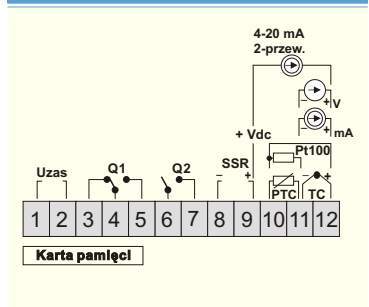 4-20 mA
2-przew.
− + V
− + mA
+ Vdc
Pt100
Uzas Q1 Q2 SSR
− + − +
PTC TC
1 2 3 4 5 6 7 8 9 10 11 12
Karta pamięci